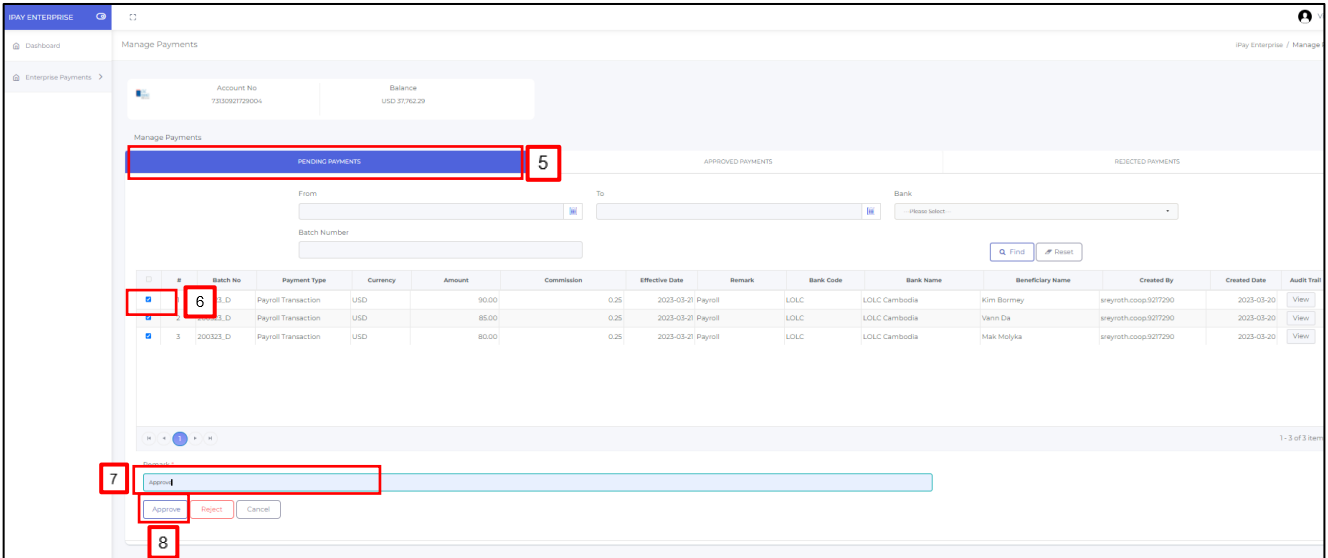 IPAY ENTERPRISE
Dashboard
Manage Payments
iPay Enterprise / Manage
Enterprise Payments
Account No
Balance
73130921729004
USD 37,762.29
Manage Payments
PENDING PAYMENTS
5
APPROVED PAYMENTS
REJECTED PAYMENTS
From
To
Bank
-- Please Select --
Batch Number
Find
Reset
# Batch No Payment Type Currency Amount Commission Effective Date Remark Bank Code Bank Name Beneficiary Name Created By Created Date Audit Trail
6
1 Payroll Transaction USD 90.00 0.25 2023-03-21 Payroll LOLC LOLC Cambodia Kim Bormey sreyroth.coop.9217290 2023-03-20 View
2 Payroll Transaction USD 85.00 0.25 2023-03-21 Payroll LOLC LOLC Cambodia Vann Da sreyroth.coop.9217290 2023-03-20 View
3 200323_D Payroll Transaction USD 80.00 0.25 2023-03-21 Payroll LOLC LOLC Cambodia Mak Molyka sreyroth.coop.9217290 2023-03-20 View
1
1 - 3 of 3 item
Remark *
7
Approve
Approve
Reject
Cancel
8